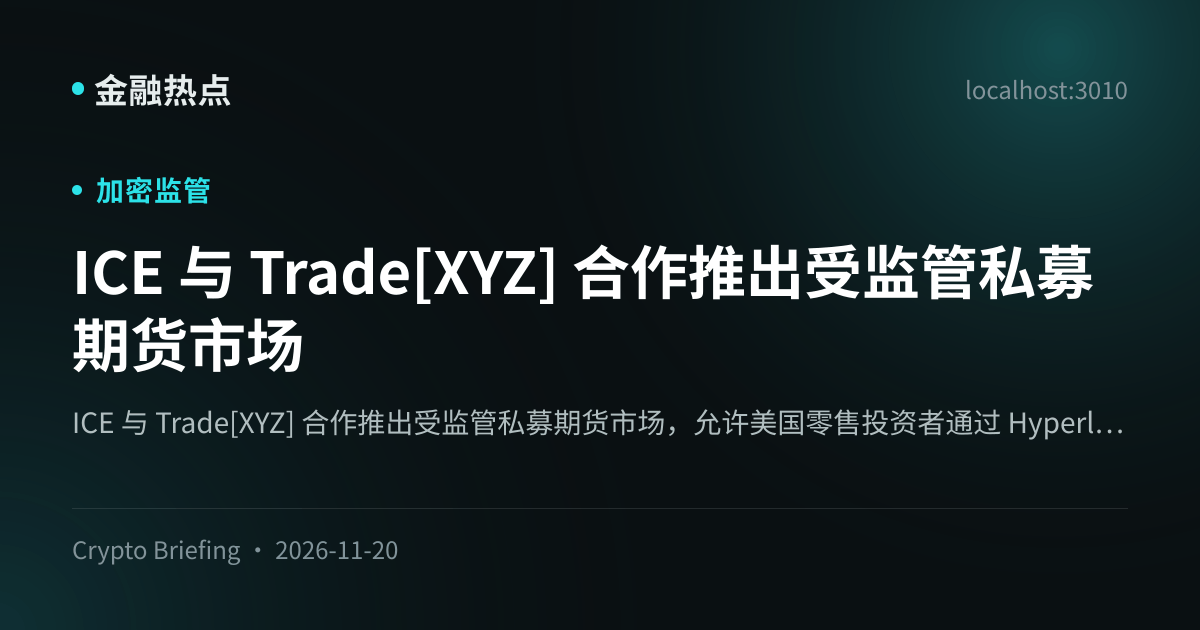 金融热点
localhost:3010
加密监管
ICE 与 Trade[XYZ] 合作推出受监管私募
期货市场
ICE 与 Trade[XYZ] 合作推出受监管私募期货市场，允许美国零售投资者通过 Hyperl…
Crypto Briefing · 2026-11-20